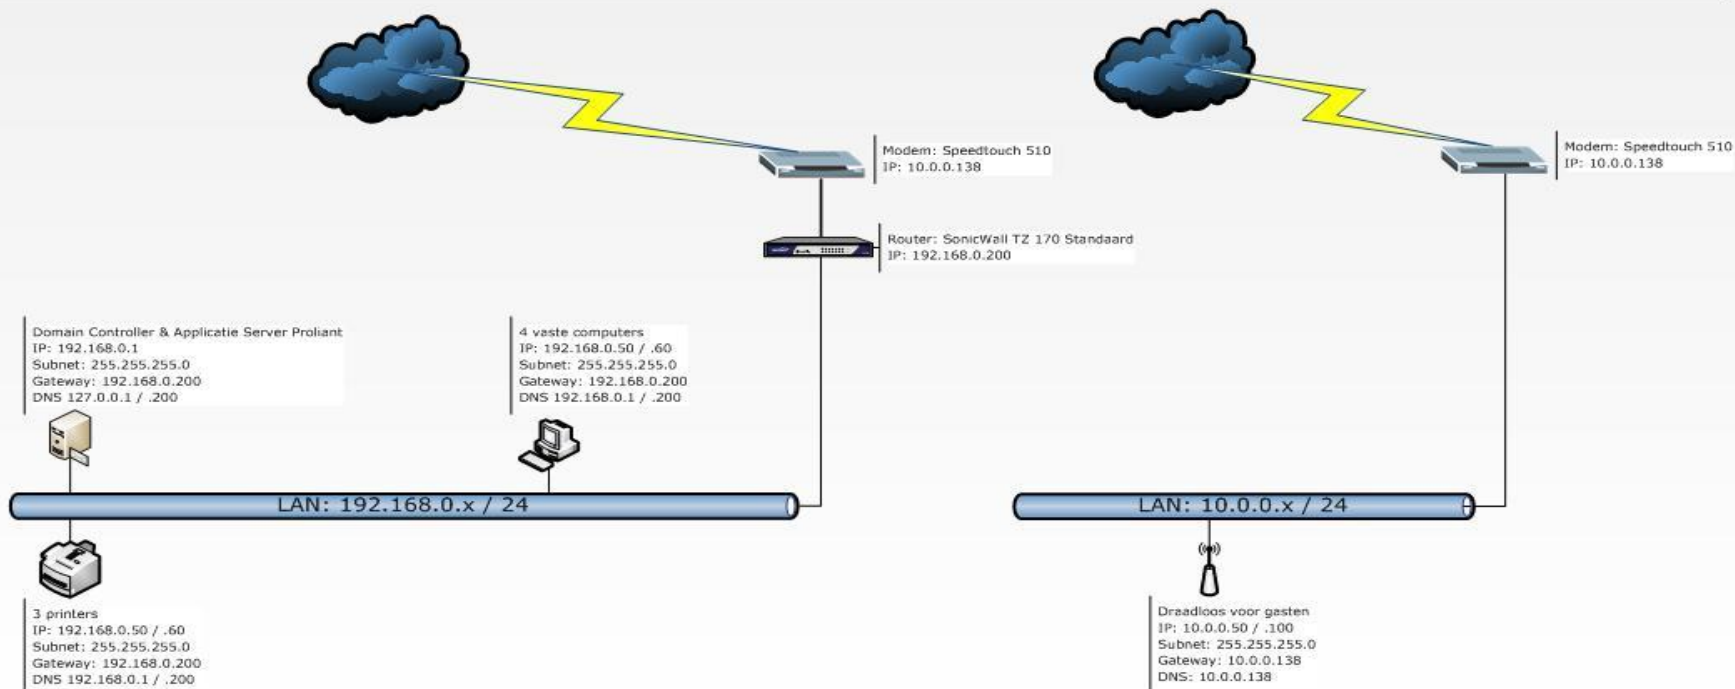 Modem: Speedtouch 510
IP: 10.0.0.138
Modem: Speedtouch 510
IP: 10.0.0.138
Router: SonicWall TZ 170 Standaard
IP: 192.168.0.200
Domain Controller & Applicatie Server Proliant
IP: 192.168.0.1
Subnet: 255.255.255.0
Gateway: 192.168.0.200
DNS 127.0.0.1 / .200
4 vaste computers
IP: 192.168.0.50 / .60
Subnet: 255.255.255.0
Gateway: 192.168.0.200
DNS 192.168.0.1 / .200
LAN: 192.168.0.x / 24
LAN: 10.0.0.x / 24
3 printers
IP: 192.168.0.50 / .60
Subnet: 255.255.255.0
Gateway: 192.168.0.200
DNS 192.168.0.1 / .200
Draadloos voor gasten
IP: 10.0.0.50 / .100
Subnet: 255.255.255.0
Gateway: 10.0.0.138
DNS: 10.0.0.138